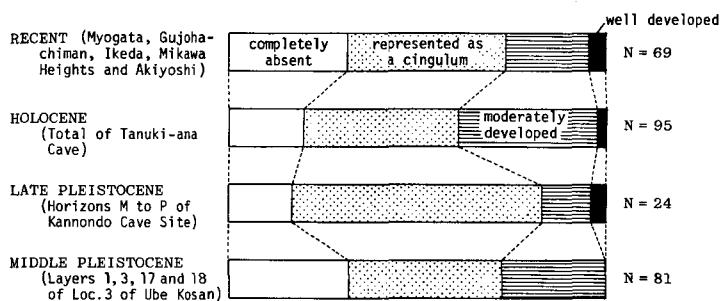 well developed
RECENT (Myogata, Gujoha-
chiman, Ikeda, Mikawa
Heights and Akiyoshi)
completely
absent
represented as
a cingulum
N = 69
HOLOCENE
(Total of Tanuki-ana
Cave)
moderately
developed
N = 95
LATE PLEISTOCENE
(Horizons M to P of
Kannondo Cave Site)
N = 24
MIDDLE PLEISTOCENE
(Layers 1, 3, 17 and 18
of Loc.3 of Ube Kosan)
N = 81